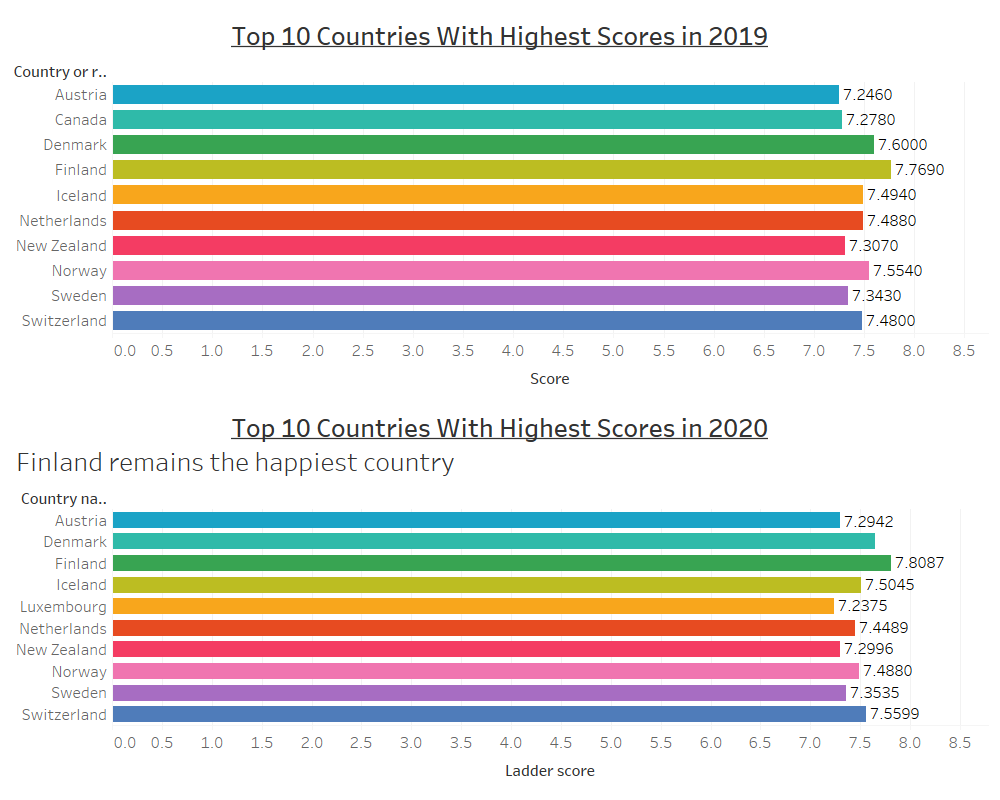 Top 10 Countries With Highest Scores in 2019
Country or r..
Austria 7.2460
Canada 7.2780
Denmark 7.6000
Finland 7.7690
Iceland 7.4940
Netherlands 7.4880
New Zealand 7.3070
Norway 7.5540
Sweden 7.3430
Switzerland 7.4800
0.0 0.5 1.0 1.5 2.0 2.5 3.0 3.5 4.0 4.5 5.0 5.5 6.0 6.5 7.0 7.5 8.0 8.5
Score
Top 10 Countries With Highest Scores in 2020
Finland remains the happiest country
Country na..
Austria 7.2942
Denmark
Finland 7.8087
Iceland 7.5045
Luxembourg 7.2375
Netherlands 7.4489
New Zealand 7.2996
Norway 7.4880
Sweden 7.3535
Switzerland 7.5599
0.0 0.5 1.0 1.5 2.0 2.5 3.0 3.5 4.0 4.5 5.0 5.5 6.0 6.5 7.0 7.5 8.0 8.5
Ladder score